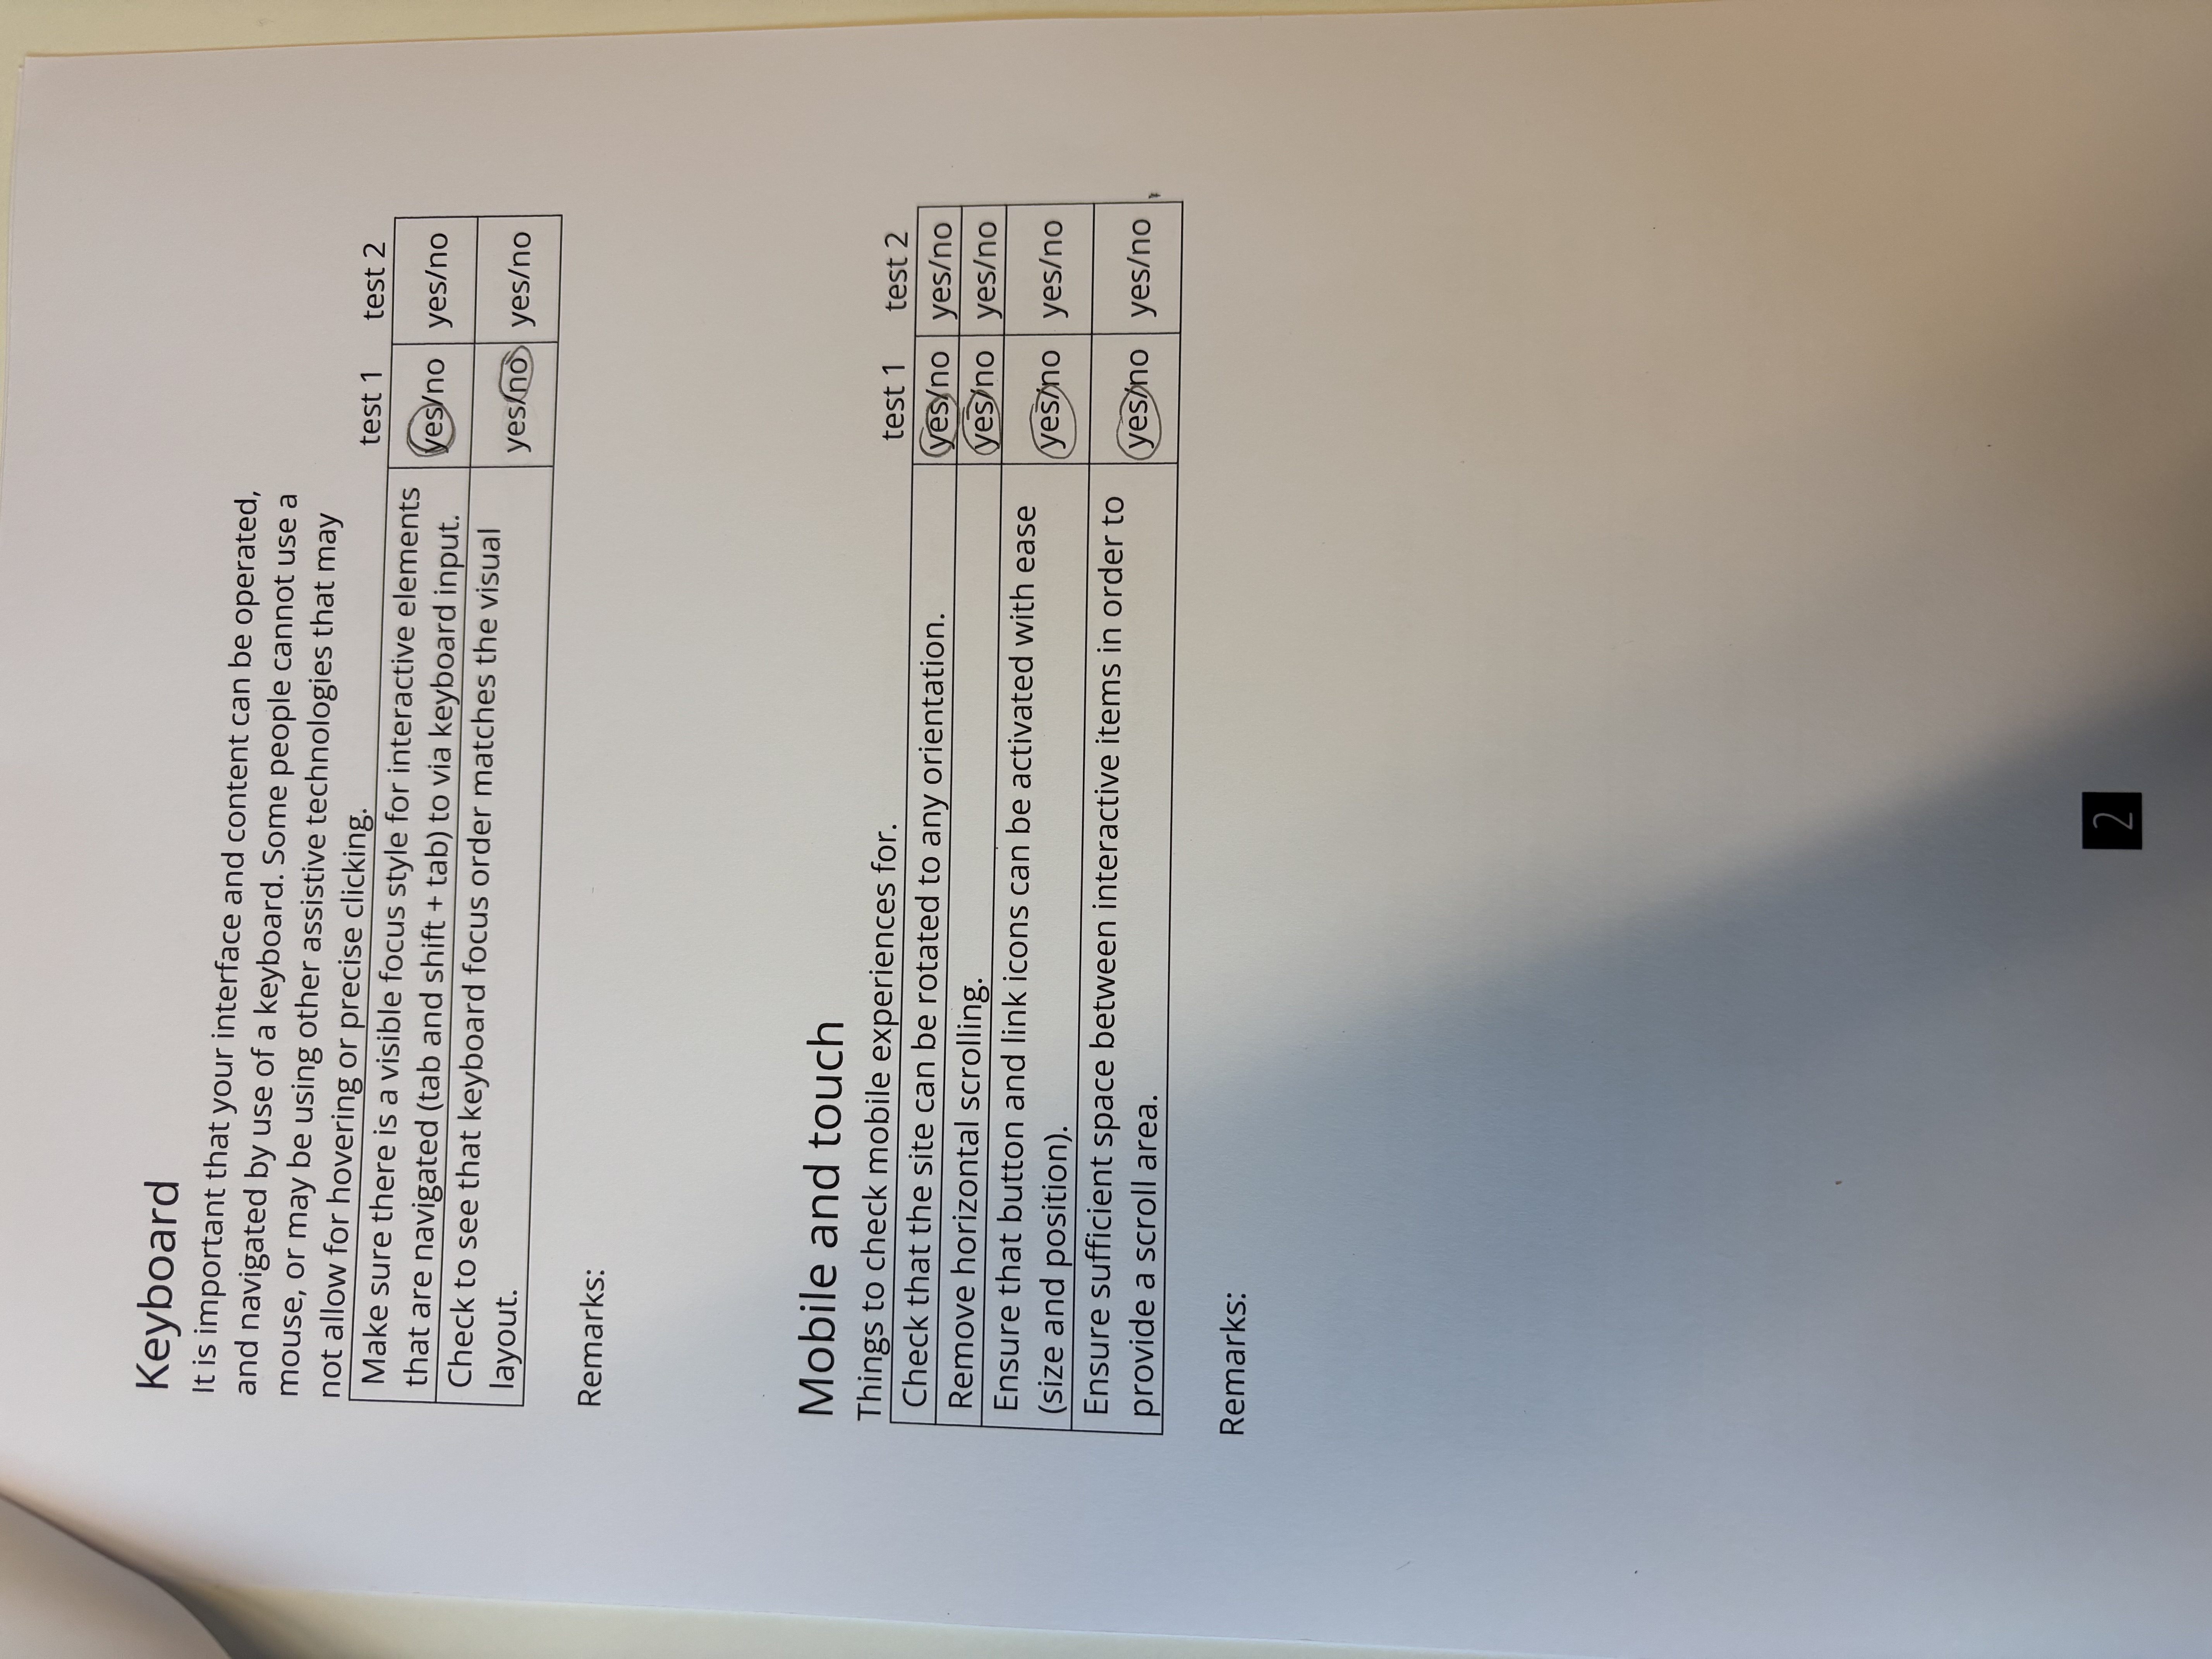 Keyboard
It is important that your interface and content can be operated,
and navigated by use of a keyboard. Some people cannot use a
mouse, or may be using other assistive technologies that may
not allow for hovering or precise clicking.
test 1 test 2
Make sure there is a visible focus style for interactive elements
that are navigated (tab and shift + tab) to via keyboard input.
yes/no yes/no
Check to see that keyboard focus order matches the visual
layout.
yes/no yes/no
Remarks:
Mobile and touch
Things to check mobile experiences for.
test 1 test 2
Check that the site can be rotated to any orientation. yes/no yes/no
Remove horizontal scrolling. yes/no yes/no
Ensure that button and link icons can be activated with ease
(size and position).
yes/no yes/no
Ensure sufficient space between interactive items in order to
provide a scroll area.
yes/no yes/no
Remarks:
2